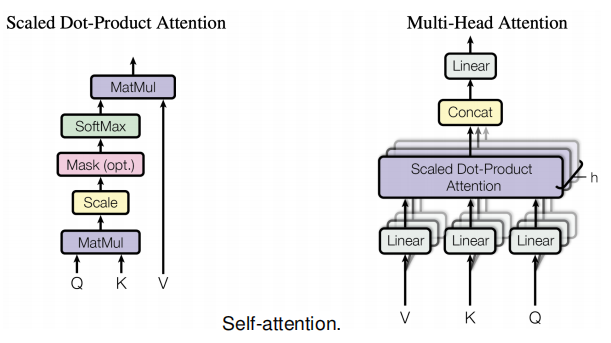 Scaled Dot-Product Attention
MatMul
SoftMax
Mask (opt.)
Scale
MatMul
Q K V
Multi-Head Attention
Linear
Concat
Scaled Dot-Product
Attention
h
Linear Linear Linear
V K Q
Self-attention.